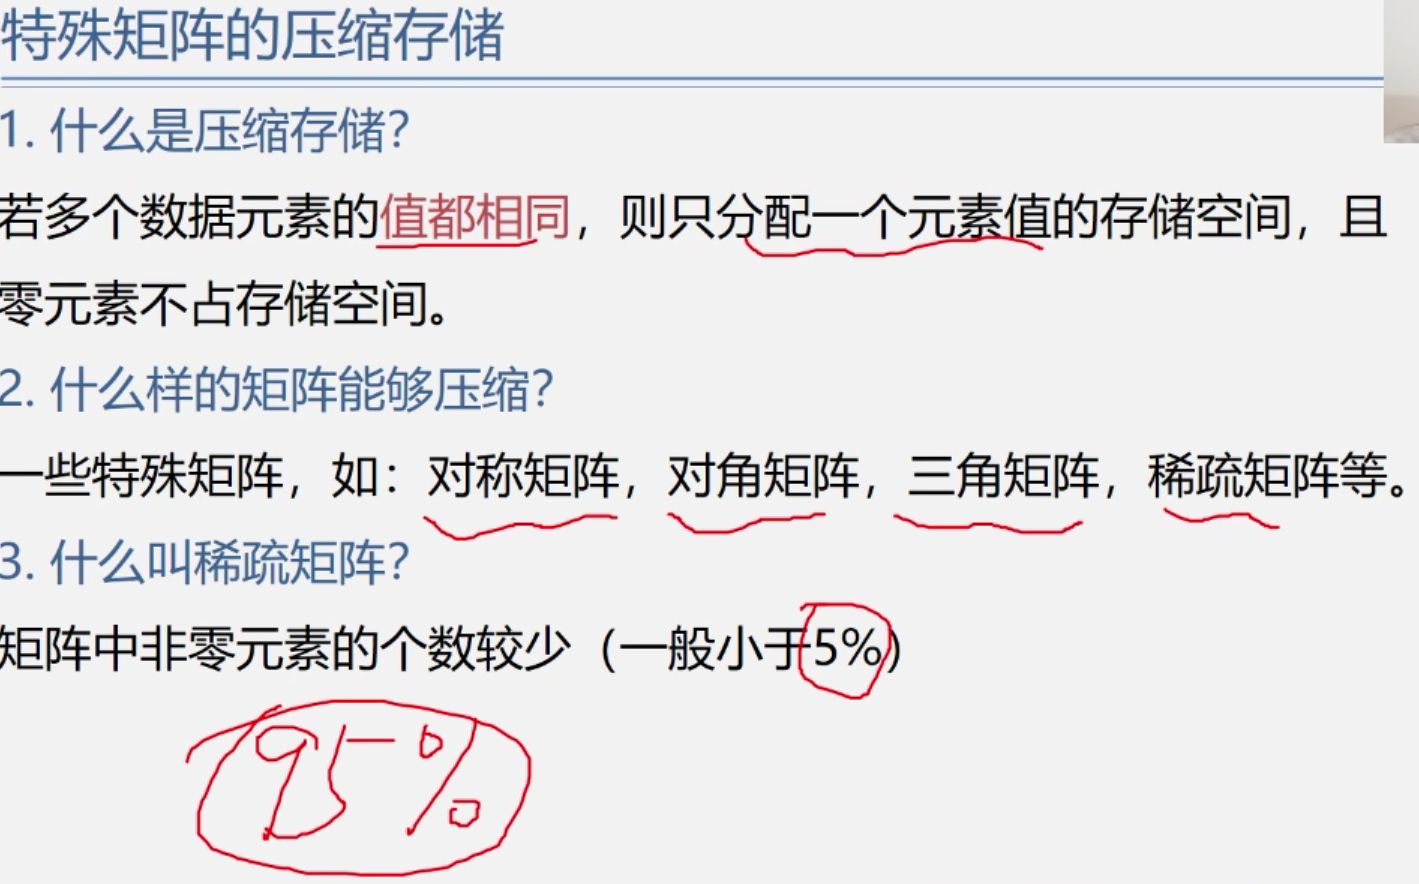 特殊矩阵的压缩存储
1. 什么是压缩存储？
若多个数据元素的值都相同，则只分配一个元素值的存储空间，且
零元素不占存储空间。
2. 什么样的矩阵能够压缩？
一些特殊矩阵，如：对称矩阵，对角矩阵，三角矩阵，稀疏矩阵等。
3. 什么叫稀疏矩阵？
矩阵中非零元素的个数较少（一般小于5%）
95%